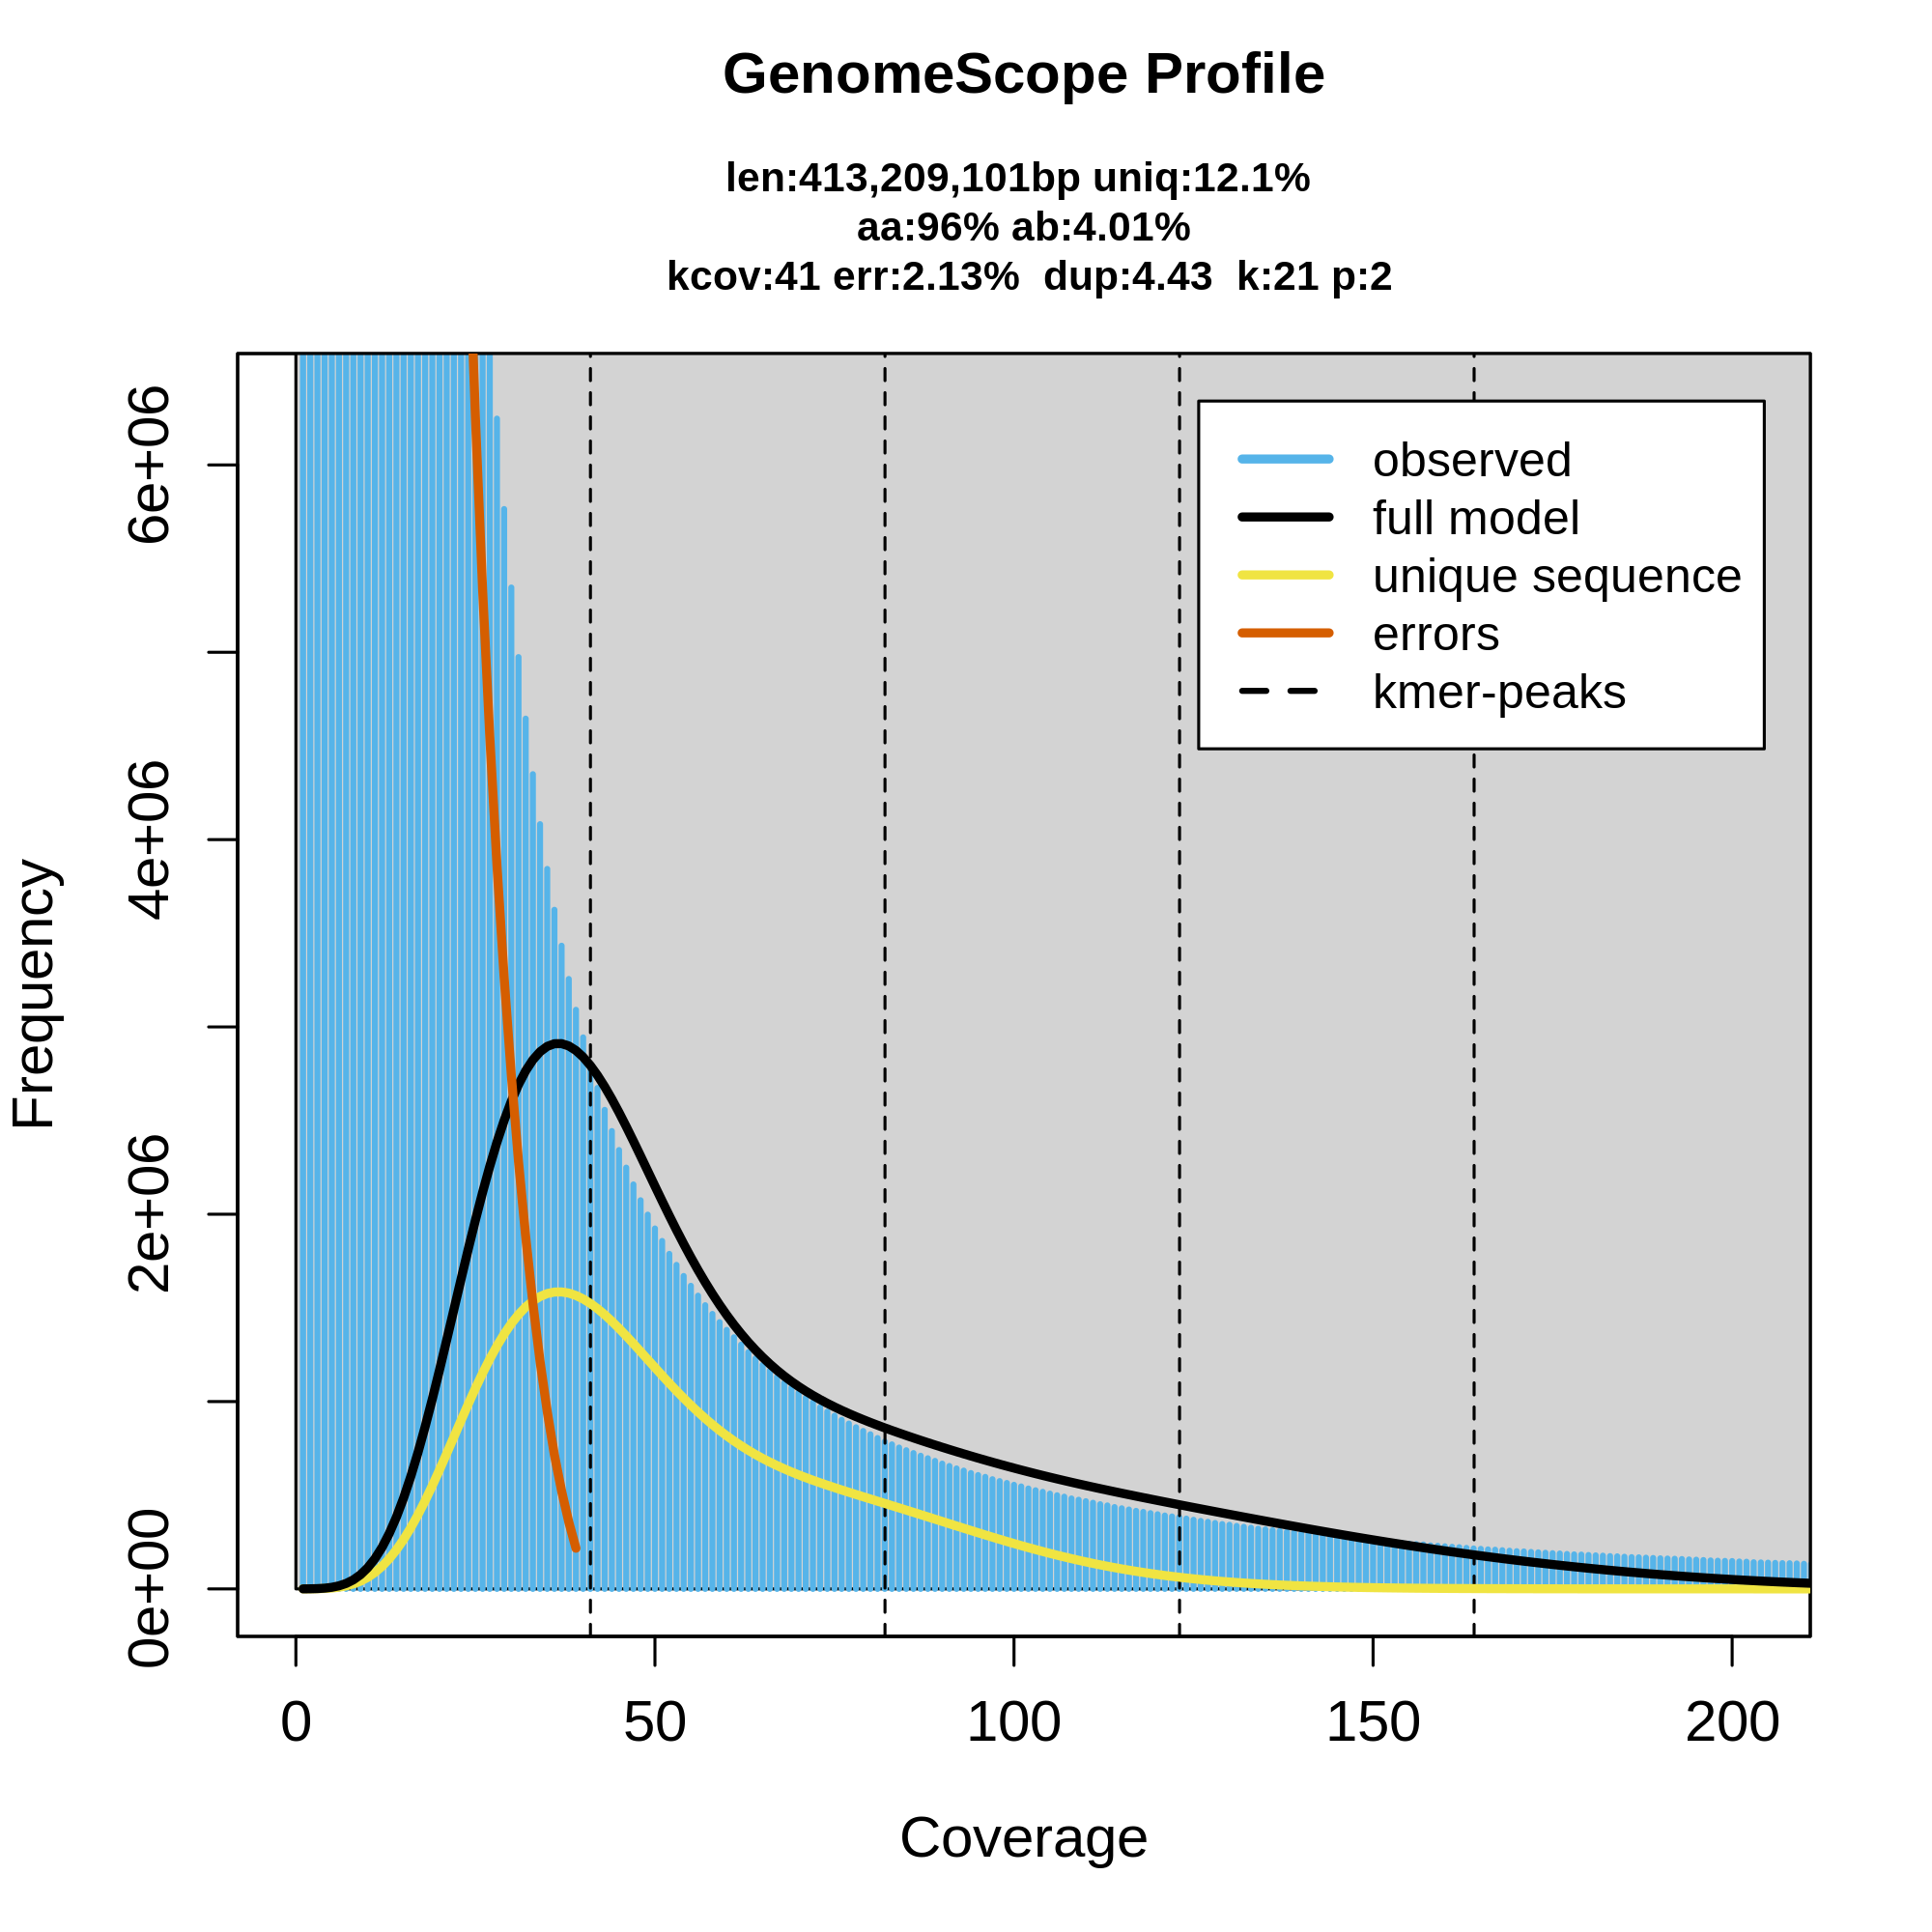 GenomeScope Profile
len:413,209,101bp uniq:12.1%
aa:96% ab:4.01%
kcov:41 err:2.13%  dup:4.43  k:21 p:2
observed
full model
unique sequence
errors
kmer-peaks
Frequency
6e+06
4e+06
2e+06
0e+00
0 50 100 150 200
Coverage